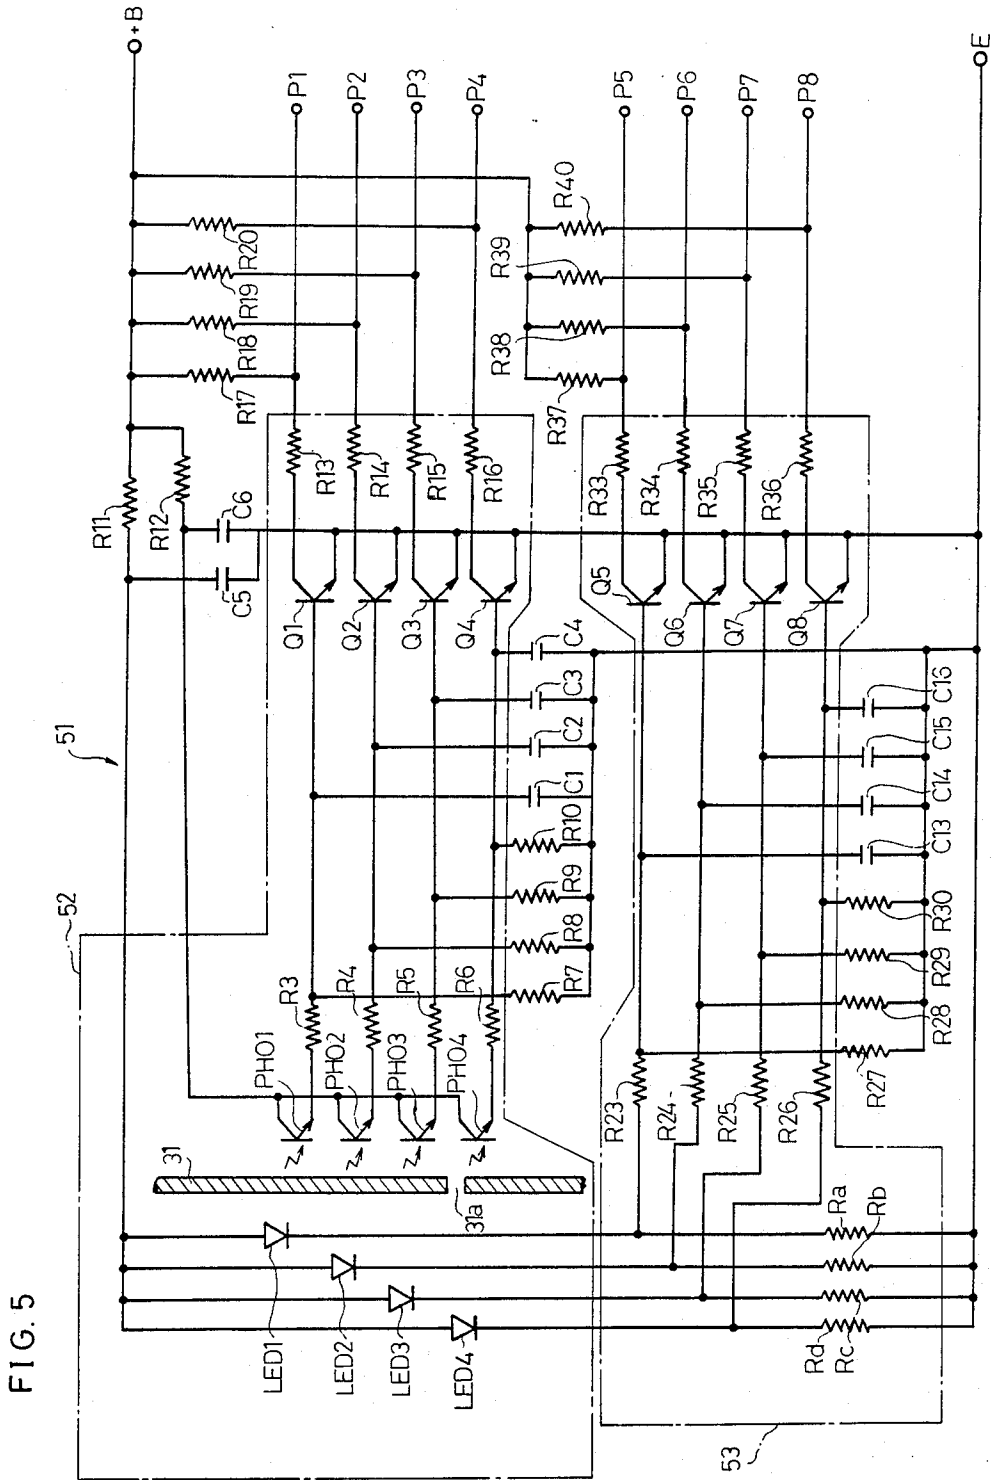 FIG. 5
51
52
+B
R11
R12
C5
C6
R17
R18
R19
R20
P1
P2
P3
P4
LED1
LED2
LED3
LED4
31
31a
PHO1
PHO2
PHO3
PHO4
R3
R4
R5
R6
R7
R8
R9
R10
C1
C2
C3
C4
Q1
Q2
Q3
Q4
R13
R14
R15
R16
R37
R38
R39
R40
P5
P6
P7
P8
53
Rd
Rc
Ra
Rb
R23
R24
R25
R26
R27
R28
R29
R30
C13
C14
C15
C16
Q5
Q6
Q7
Q8
R33
R34
R35
R36
E